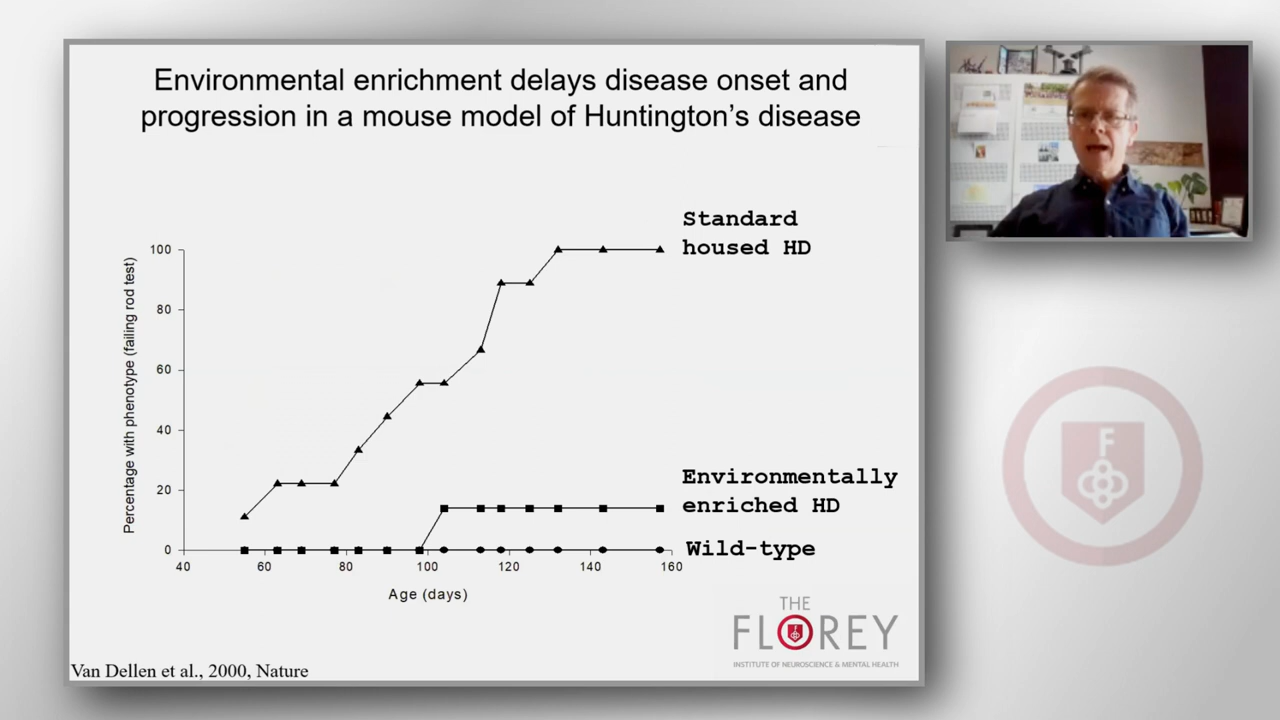 Environmental enrichment delays disease onset and
progression in a mouse model of Huntington's disease
Standard
housed HD
100
80
60
40
20
0
Percentage with phenotype (failing rod test)
Environmentally
enriched HD
Wild-type
40 60 80 100 120 140 160
Age (days)
THE
FLOREY
INSTITUTE OF NEUROSCIENCE & MENTAL HEALTH
Van Dellen et al., 2000, Nature
F